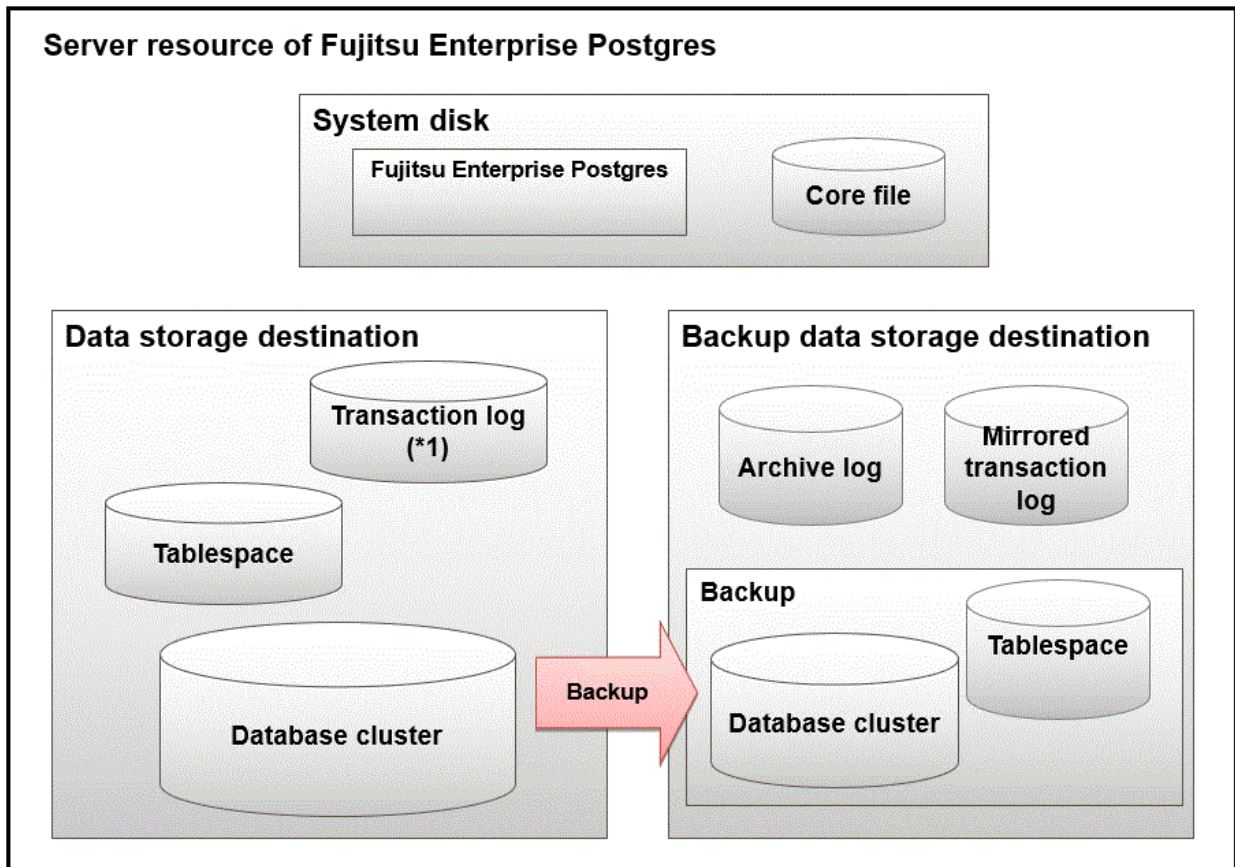 Server resource of Fujitsu Enterprise Postgres
System disk
Fujitsu Enterprise Postgres
Core file
Data storage destination
Transaction log
(*1)
Tablespace
Database cluster
Backup
Backup data storage destination
Archive log
Mirrored
transaction
log
Backup
Tablespace
Database cluster